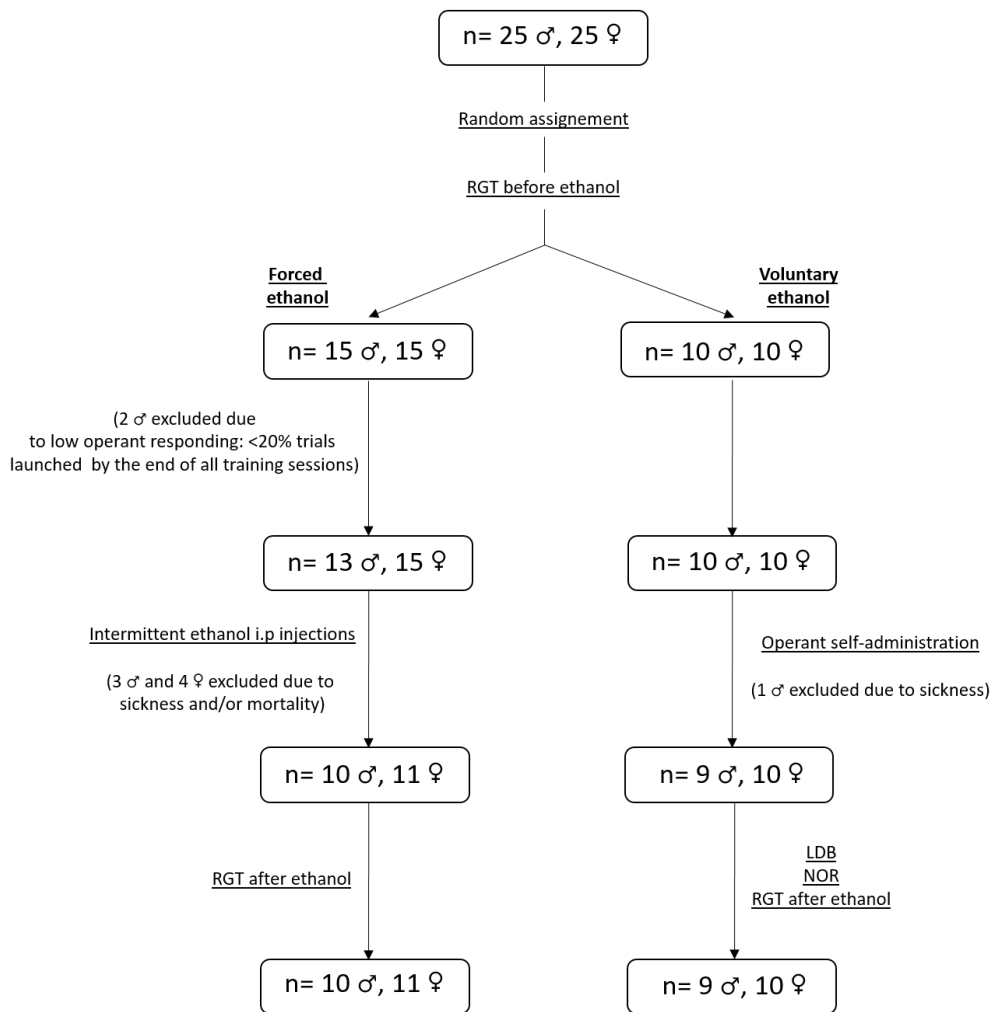 n= 25 ♂, 25 ♀
Random assignement
RGT before ethanol
Forced
ethanol
Voluntary
ethanol
n= 15 ♂, 15 ♀
n= 10 ♂, 10 ♀
(2 ♂ excluded due
to low operant responding: <20% trials
launched by the end of all training sessions)
n= 13 ♂, 15 ♀
n= 10 ♂, 10 ♀
Intermittent ethanol i.p injections
(3 ♂ and 4 ♀ excluded due to
sickness and/or mortality)
Operant self-administration
(1 ♂ excluded due to sickness)
n= 10 ♂, 11 ♀
n= 9 ♂, 10 ♀
RGT after ethanol
LDB
NOR
RGT after ethanol
n= 10 ♂, 11 ♀
n= 9 ♂, 10 ♀